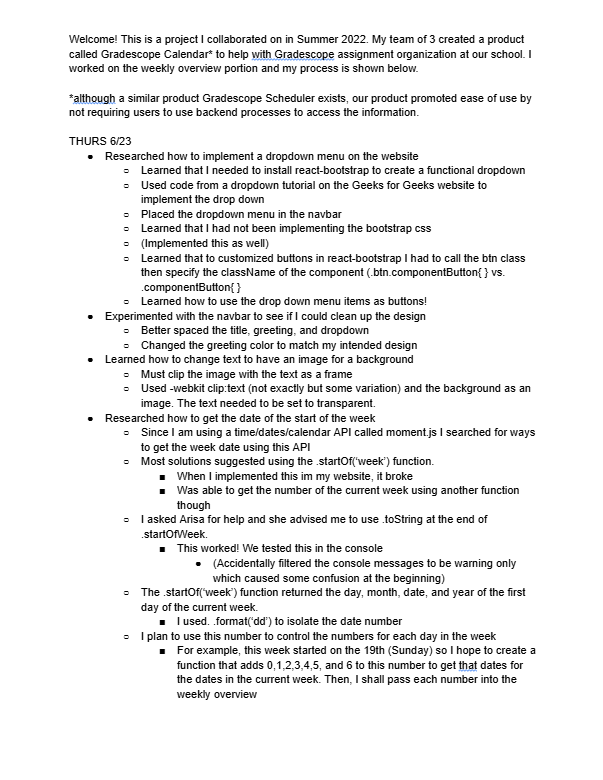 Welcome! This is a project I collaborated on in Summer 2022. My team of 3 created a product
called Gradescope Calendar* to help with Gradescope assignment organization at our school. I
worked on the weekly overview portion and my process is shown below.
*although a similar product Gradescope Scheduler exists, our product promoted ease of use by
not requiring users to use backend processes to access the information.
THURS 6/23
● Researched how to implement a dropdown menu on the website
○ Learned that I needed to install react-bootstrap to create a functional dropdown
○ Used code from a dropdown tutorial on the Geeks for Geeks website to
implement the drop down
○ Placed the dropdown menu in the navbar
○ Learned that I had not been implementing the bootstrap css
○ (Implemented this as well)
○ Learned that to customized buttons in react-bootstrap I had to call the btn class
then specify the className of the component (.btn.componentButton{ } vs.
.componentButton{ }
○ Learned how to use the drop down menu items as buttons!
● Experimented with the navbar to see if I could clean up the design
○ Better spaced the title, greeting, and dropdown
○ Changed the greeting color to match my intended design
● Learned how to change text to have an image for a background
○ Must clip the image with the text as a frame
○ Used -webkit clip:text (not exactly but some variation) and the background as an
image. The text needed to be set to transparent.
● Researched how to get the date of the start of the week
○ Since I am using a time/dates/calendar API called moment.js I searched for ways
to get the week date using this API
○ Most solutions suggested using the .startOf('week') function.
■ When I implemented this im my website, it broke
■ Was able to get the number of the current week using another function
though
○ I asked Arisa for help and she advised me to use .toString at the end of
.startOfWeek.
■ This worked! We tested this in the console
● (Accidentally filtered the console messages to be warning only
which caused some confusion at the beginning)
○ The .startOf('week') function returned the day, month, date, and year of the first
day of the current week.
■ I used. .format('dd') to isolate the date number
○ I plan to use this number to control the numbers for each day in the week
■ For example, this week started on the 19th (Sunday) so I hope to create a
function that adds 0,1,2,3,4,5, and 6 to this number to get that dates for
the dates in the current week. Then, I shall pass each number into the
weekly overview